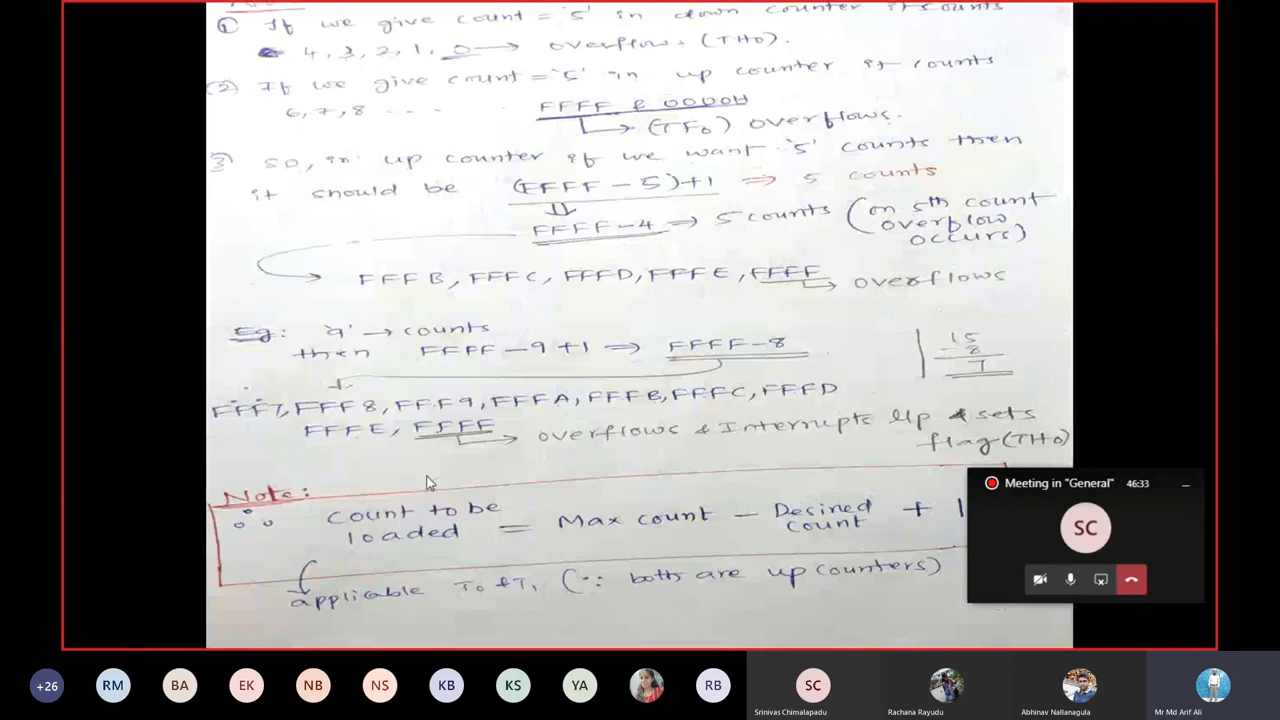 ① If we give count = '5' in down counter it counts
4, 3, 2, 1, 0 → overflows (TH0).
(2) If we give count = '5' in up counter it counts
6, 7, 8 ... FFFF & 0000H
→ (TF0) overflows.
③ so, in up counter if we want '5' counts then
it should be (FFFF - 5)+1 ⇒ 5 counts
⇓
FFFF - 4 ⇒ 5 counts (on 5th count
overflow
occurs)
FFFB, FFFC, FFFD, FFFE, FFFF → overflows
Eg: '9' → counts
then FFFF - 9 + 1 ⇒ FFFF - 8
15
- 8
7
FFF7, FFF8, FFF9, FFFA, FFFB, FFFC, FFFD
FFFE, FFFF → overflows & Interrupts Up & sets
flag (TH0)
Note:
∴ Count to be
loaded = Max count - Desired
count + 1
applicable T0 & T1 (∵ both are up counters)
Meeting in "General" 46:33
SC
+26 RM BA EK NB NS KB KS YA RB SC
Srinivas Chimalapadu Rachana Rayudu Abhinav Nallanagula Mr Md Arif Ali